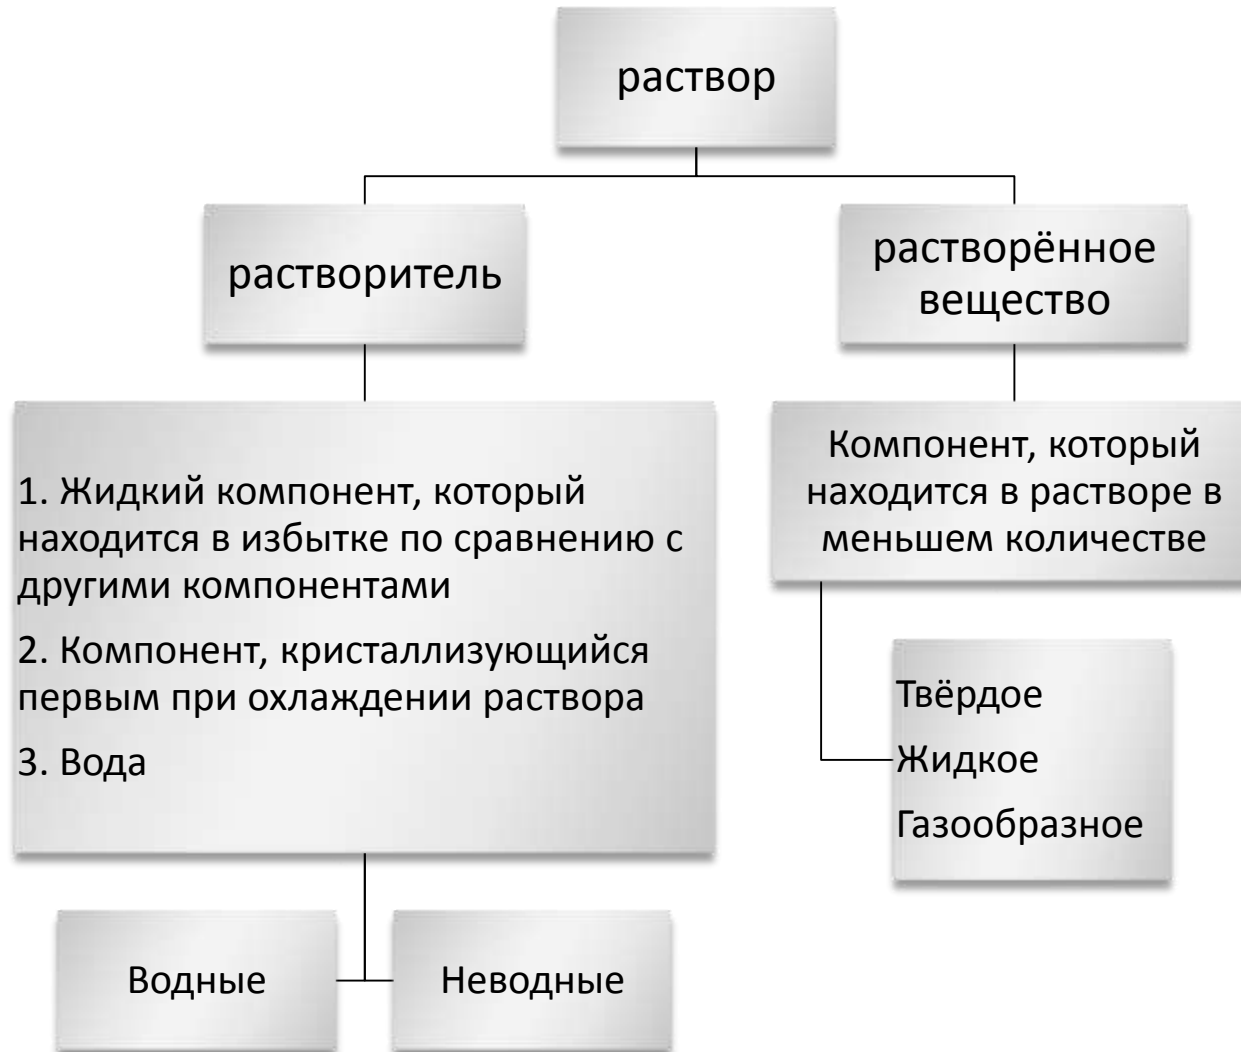 раствор
растворитель
растворённое
вещество
1. Жидкий компонент, который
находится в избытке по сравнению с
другими компонентами
2. Компонент, кристаллизующийся
первым при охлаждении раствора
3. Вода
Компонент, который
находится в растворе в
меньшем количестве
Твёрдое
Жидкое
Газообразное
Водные
Неводные